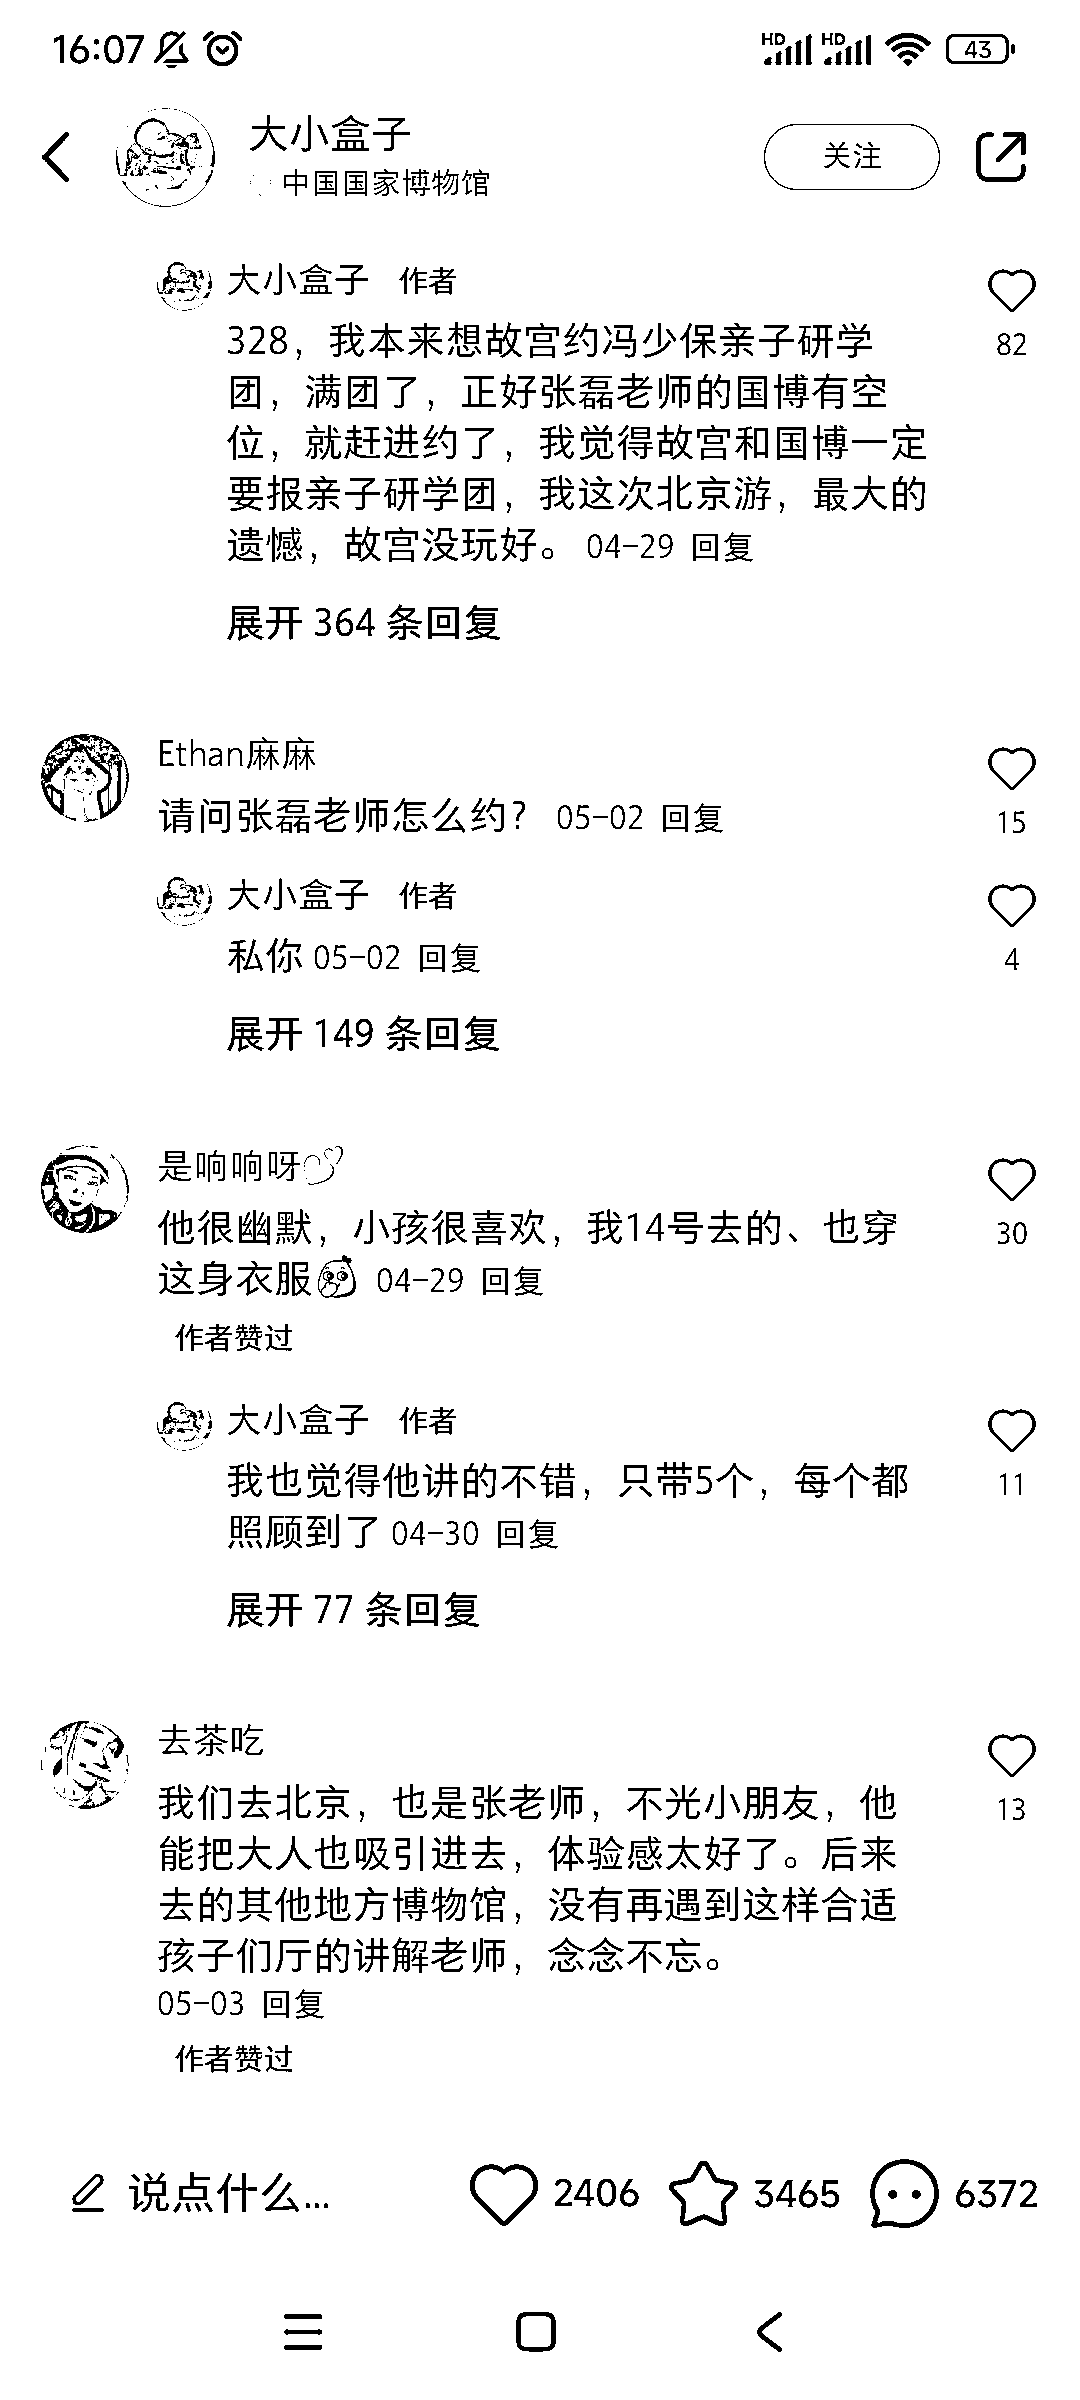 16:07 HD HD 43
大小盒子
中国国家博物馆
关注
大小盒子 作者
328，我本来想故宫约冯少保亲子研学
团，满团了，正好张磊老师的国博有空
位，就赶进约了，我觉得故宫和国博一定
要报亲子研学团，我这次北京游，最大的
遗憾，故宫没玩好。 04-29 回复
82
展开 364 条回复
Ethan麻麻
请问张磊老师怎么约？ 05-02 回复
15
大小盒子 作者
私你 05-02 回复
4
展开 149 条回复
是响响呀
他很幽默，小孩很喜欢，我14号去的、也穿
这身衣服 04-29 回复
30
作者赞过
大小盒子 作者
我也觉得他讲的不错，只带5个，每个都
照顾到了 04-30 回复
11
展开 77 条回复
去茶吃
我们去北京，也是张老师，不光小朋友，他
能把大人也吸引进去，体验感太好了。后来
去的其他地方博物馆，没有再遇到这样合适
孩子们厅的讲解老师，念念不忘。
05-03 回复
13
作者赞过
说点什么... 2406 3465 6372